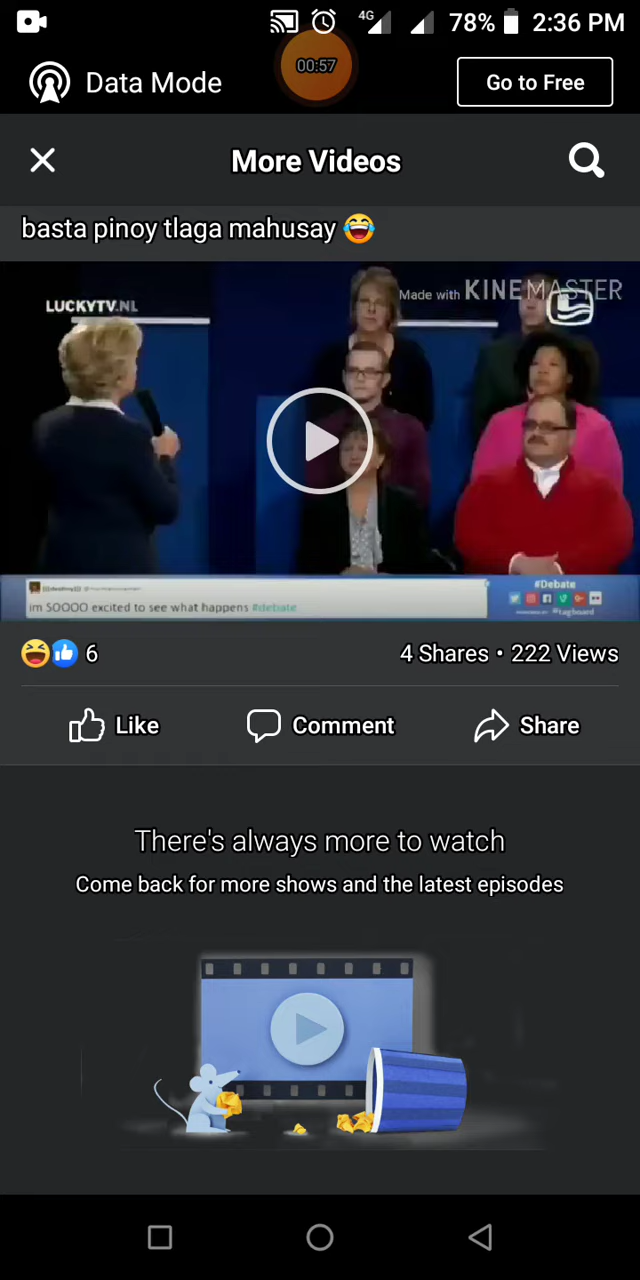 4G 78% 2:36 PM
00:57
Data Mode
Go to Free
More Videos
basta pinoy tlaga mahusay 😂
LUCKYTV.NL
Made with KINEMASTER
#Debate
im SOOOO excited to see what happens #debate
tagboard
6
4 Shares • 222 Views
Like Comment Share
There's always more to watch
Come back for more shows and the latest episodes